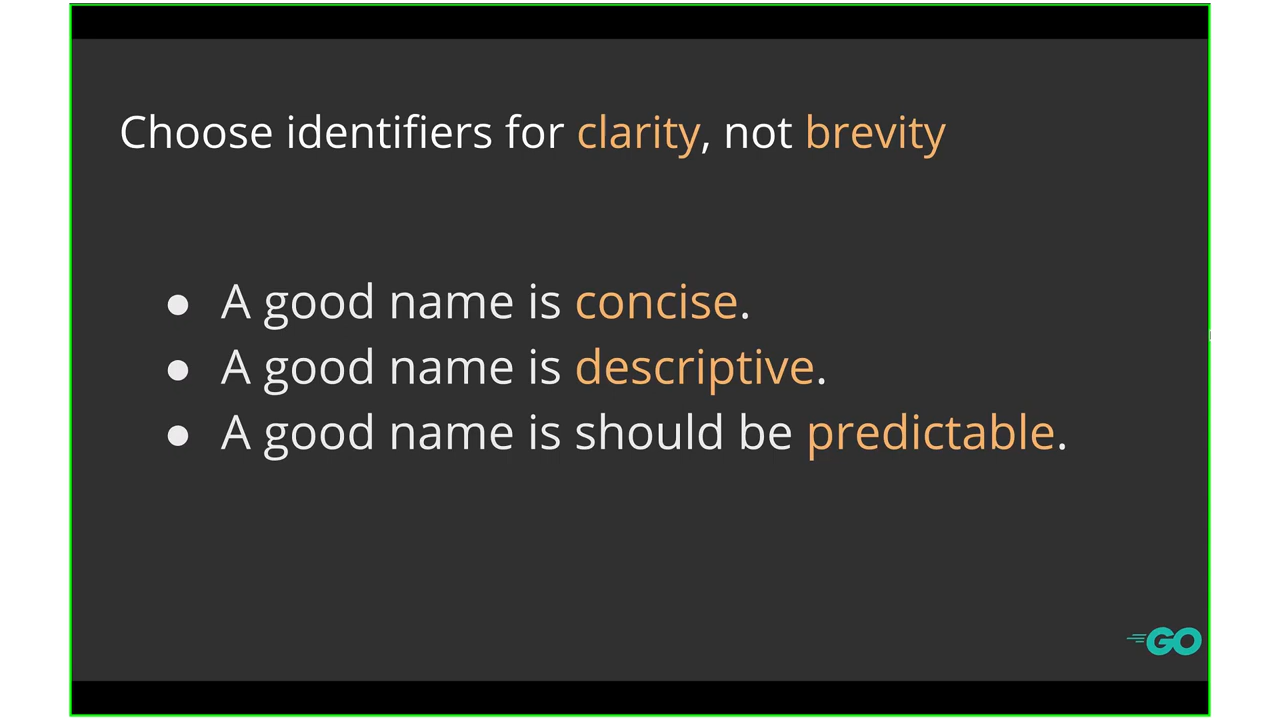 Choose identifiers for clarity, not brevity
● A good name is concise.
● A good name is descriptive.
● A good name is should be predictable.
GO